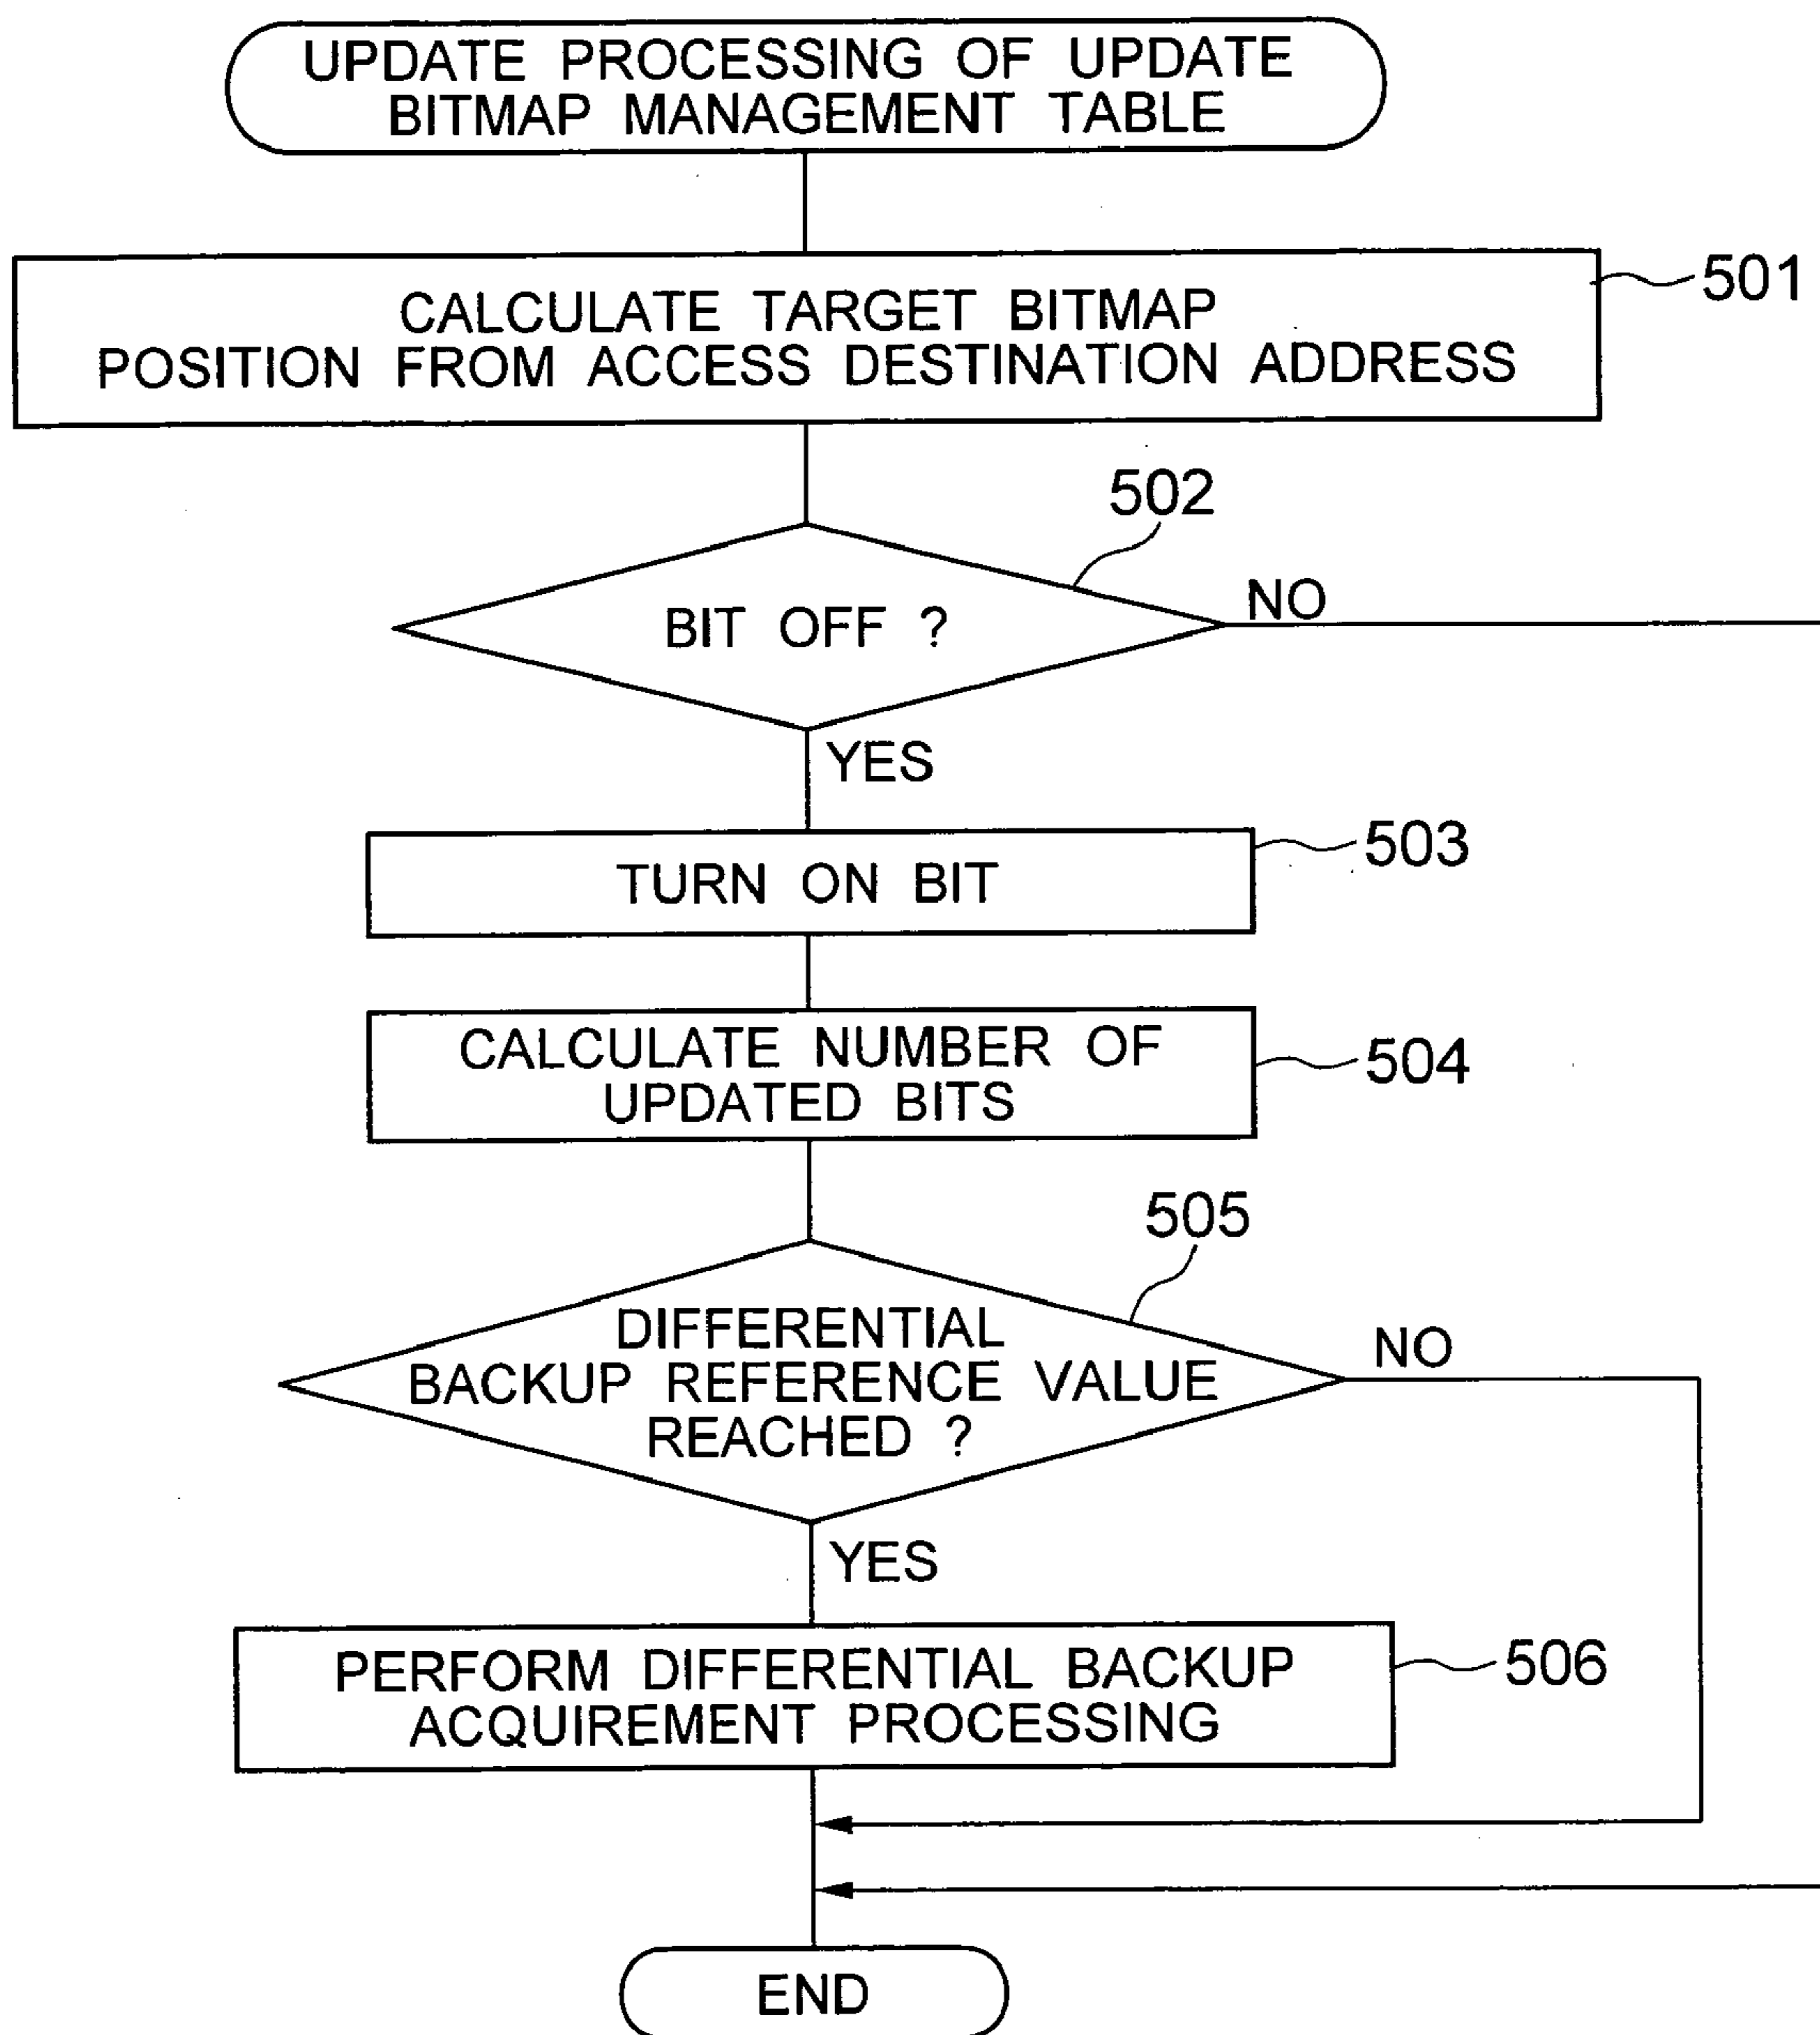 UPDATE PROCESSING OF UPDATE
BITMAP MANAGEMENT TABLE
501
CALCULATE TARGET BITMAP
POSITION FROM ACCESS DESTINATION ADDRESS
502
BIT OFF ?
NO
YES
503
TURN ON BIT
504
CALCULATE NUMBER OF
UPDATED BITS
505
DIFFERENTIAL
BACKUP REFERENCE VALUE
REACHED ?
NO
YES
506
PERFORM DIFFERENTIAL BACKUP
ACQUIREMENT PROCESSING
END